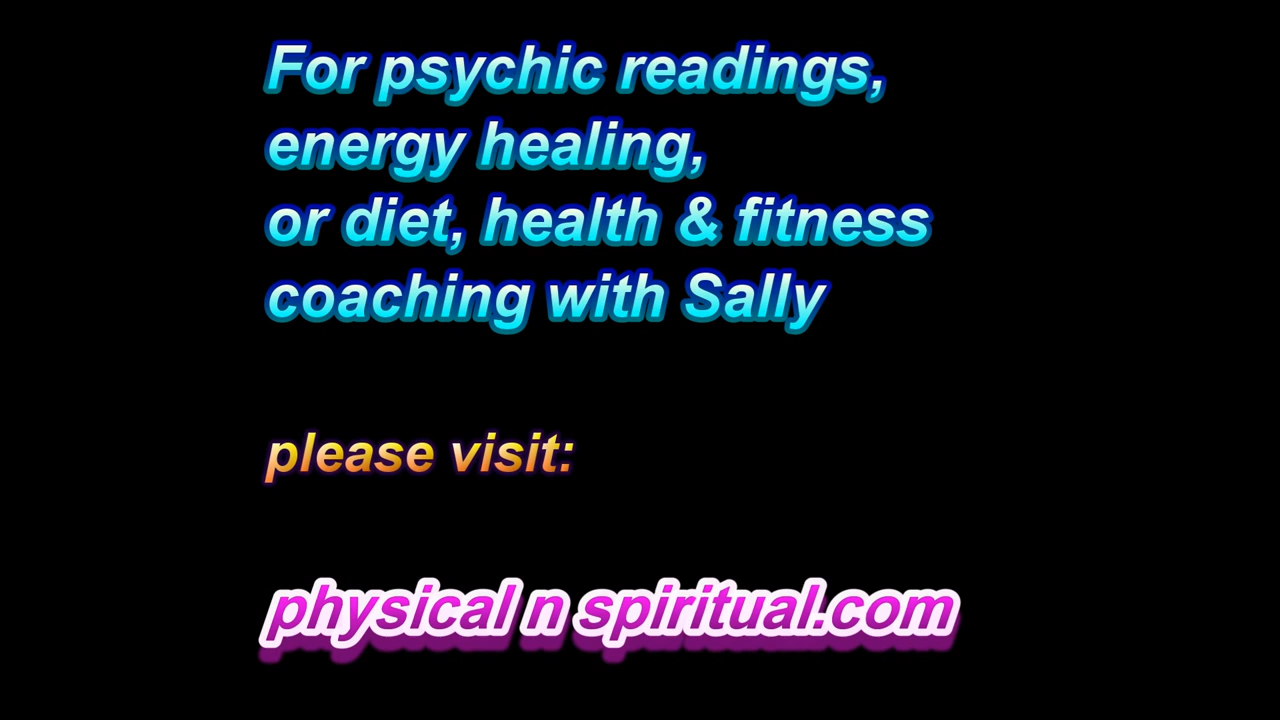 For psychic readings,
energy healing,
or diet, health & fitness
coaching with Sally
please visit:
physical n spiritual.com